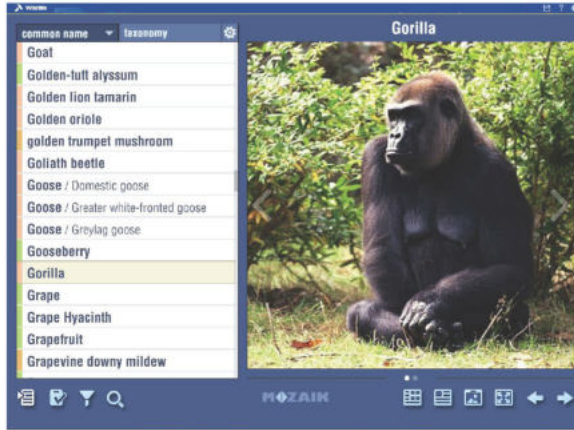 common name
taxonomy
Gorilla
Goat
Golden-tuft alyssum
Golden lion tamarin
Golden oriole
golden trumpet mushroom
Goliath beetle
Goose / Domestic goose
Goose / Greater white-fronted goose
Goose / Greylag goose
Gooseberry
Gorilla
Grape
Grape Hyacinth
Grapefruit
Grapevine downy mildew
MOZAIK